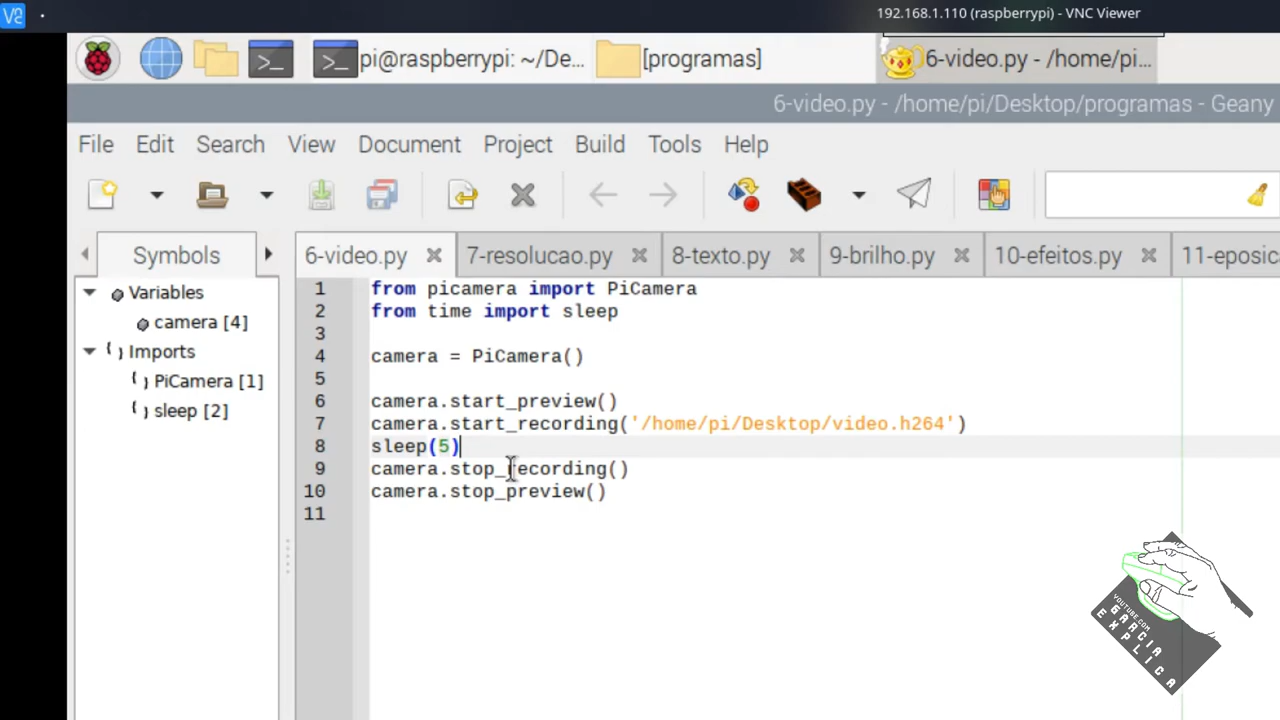 192.168.1.110 (raspberrypi) - VNC Viewer
pi@raspberrypi: ~/De... [programas] 6-video.py - /home/pi...
6-video.py - /home/pi/Desktop/programas - Geany
File Edit Search View Document Project Build Tools Help
Symbols 6-video.py 7-resolucao.py 8-texto.py 9-brilho.py 10-efeitos.py 11-eposic
Variables
camera [4]
Imports
PiCamera [1]
sleep [2]
1 from picamera import PiCamera
2 from time import sleep
3
4 camera = PiCamera()
5
6 camera.start_preview()
7 camera.start_recording('/home/pi/Desktop/video.h264')
8 sleep(5)
9 camera.stop_recording()
10 camera.stop_preview()
11
YOUTUBE.COM
GARCIA
EXPLICA